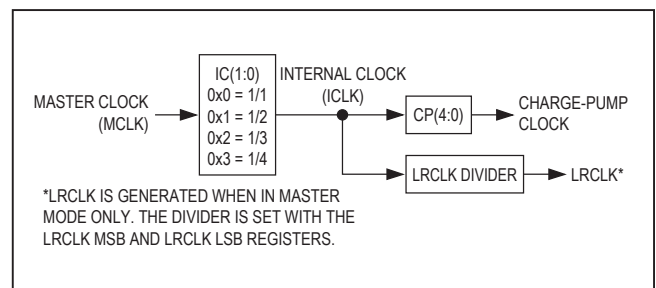 MASTER CLOCK
(MCLK)
IC(1:0)
0x0 = 1/1
0x1 = 1/2
0x2 = 1/3
0x3 = 1/4
INTERNAL CLOCK
(ICLK)
CP(4:0)
CHARGE-PUMP
CLOCK
LRCLK DIVIDER
LRCLK*
*LRCLK IS GENERATED WHEN IN MASTER
MODE ONLY. THE DIVIDER IS SET WITH THE
LRCLK MSB AND LRCLK LSB REGISTERS.